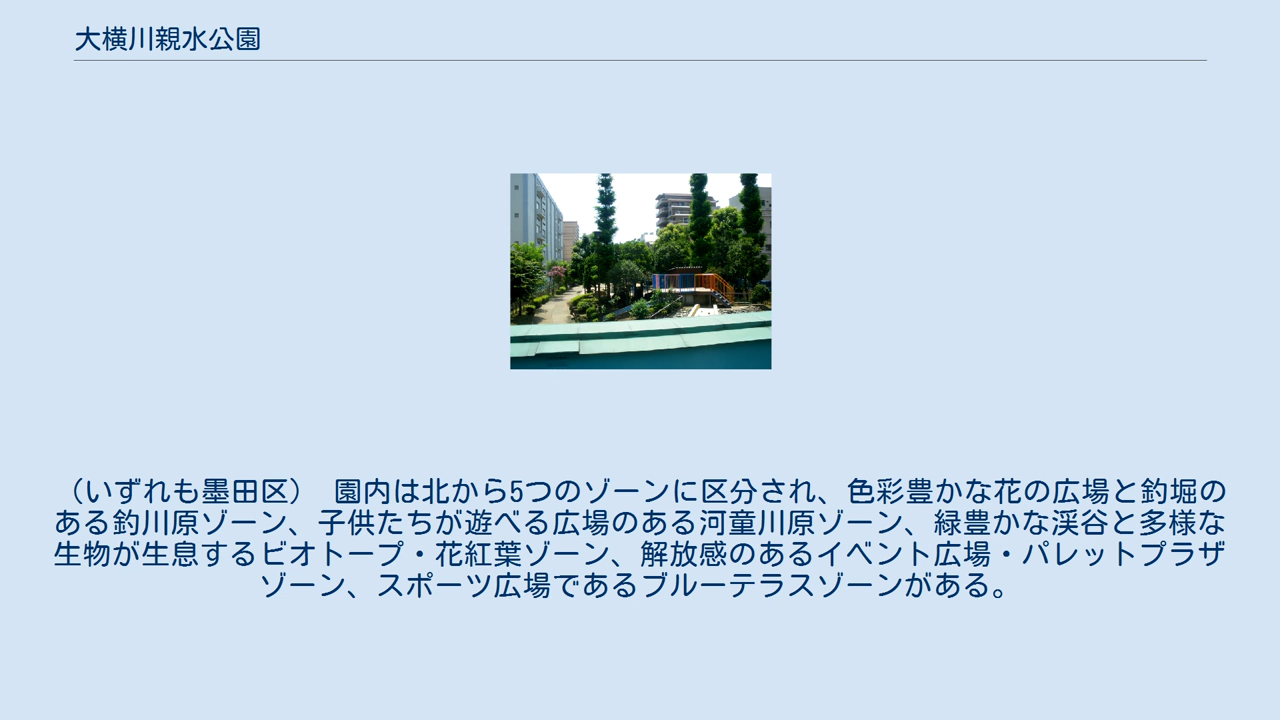 大横川親水公園
（いずれも墨田区）　園内は北から5つのゾーンに区分され、色彩豊かな花の広場と釣堀の
ある釣川原ゾーン、子供たちが遊べる広場のある河童川原ゾーン、緑豊かな渓谷と多様な
生物が生息するビオトープ・花紅葉ゾーン、解放感のあるイベント広場・パレットプラザ
ゾーン、スポーツ広場であるブルーテラスゾーンがある。